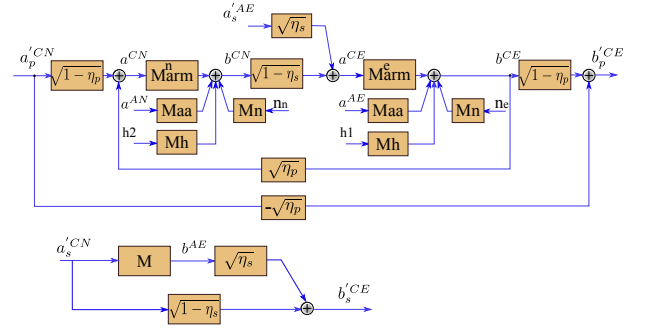 a_s^{'AE}
√η_s
a_p^{'CN} √1-η_p a^{CN} M^n_arm b^{CN} √1-η_s a^{CE} M^e_arm b^{CE} √1-η_p b_p^{'CE}
a^{AN} Maa Mn n_n a^{AE} Maa Mn n_e
h2 Mh h1 Mh
√η_p
-√η_p
a_s^{'CN} M b^{AE} √η_s
√1-η_s b_s^{'CE}